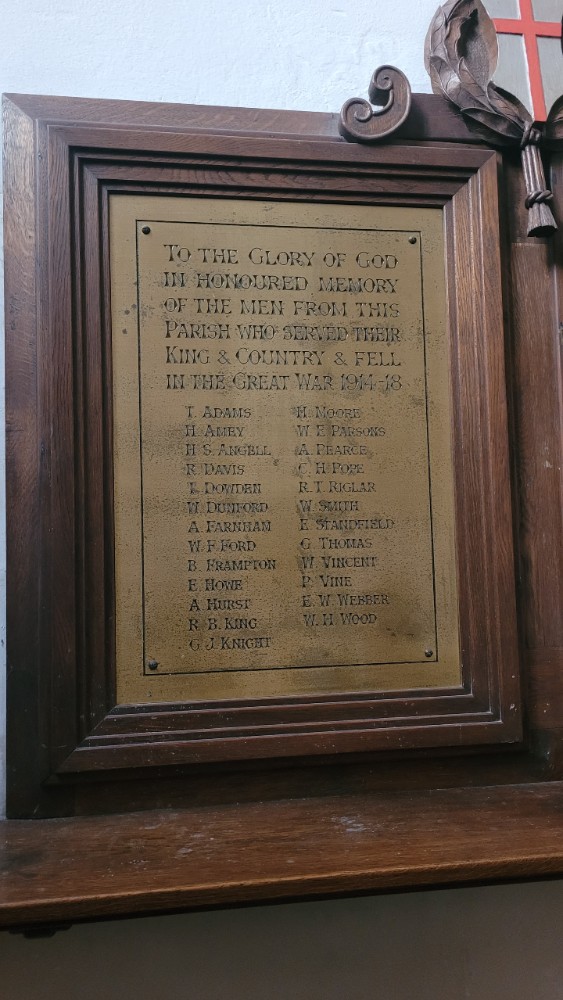 To the Glory of God
in honoured memory
of the men from this
Parish who served their
King & Country & fell
in the Great War 1914-18
T. Adams
H. Amey
H. S. Angell
R. Davis
T. Dowden
W. Dunford
A. Farnham
W. F. Ford
B. Frampton
E. Howe
A. Hurst
R. B. King
G. J. Knight
H. Moore
W. E. Parsons
A. Pearce
C. H. Pope
R. T. Riglar
W. Smith
E. Standfield
G. Thomas
W. Vincent
P. Vine
E. W. Webber
W. H. Wood